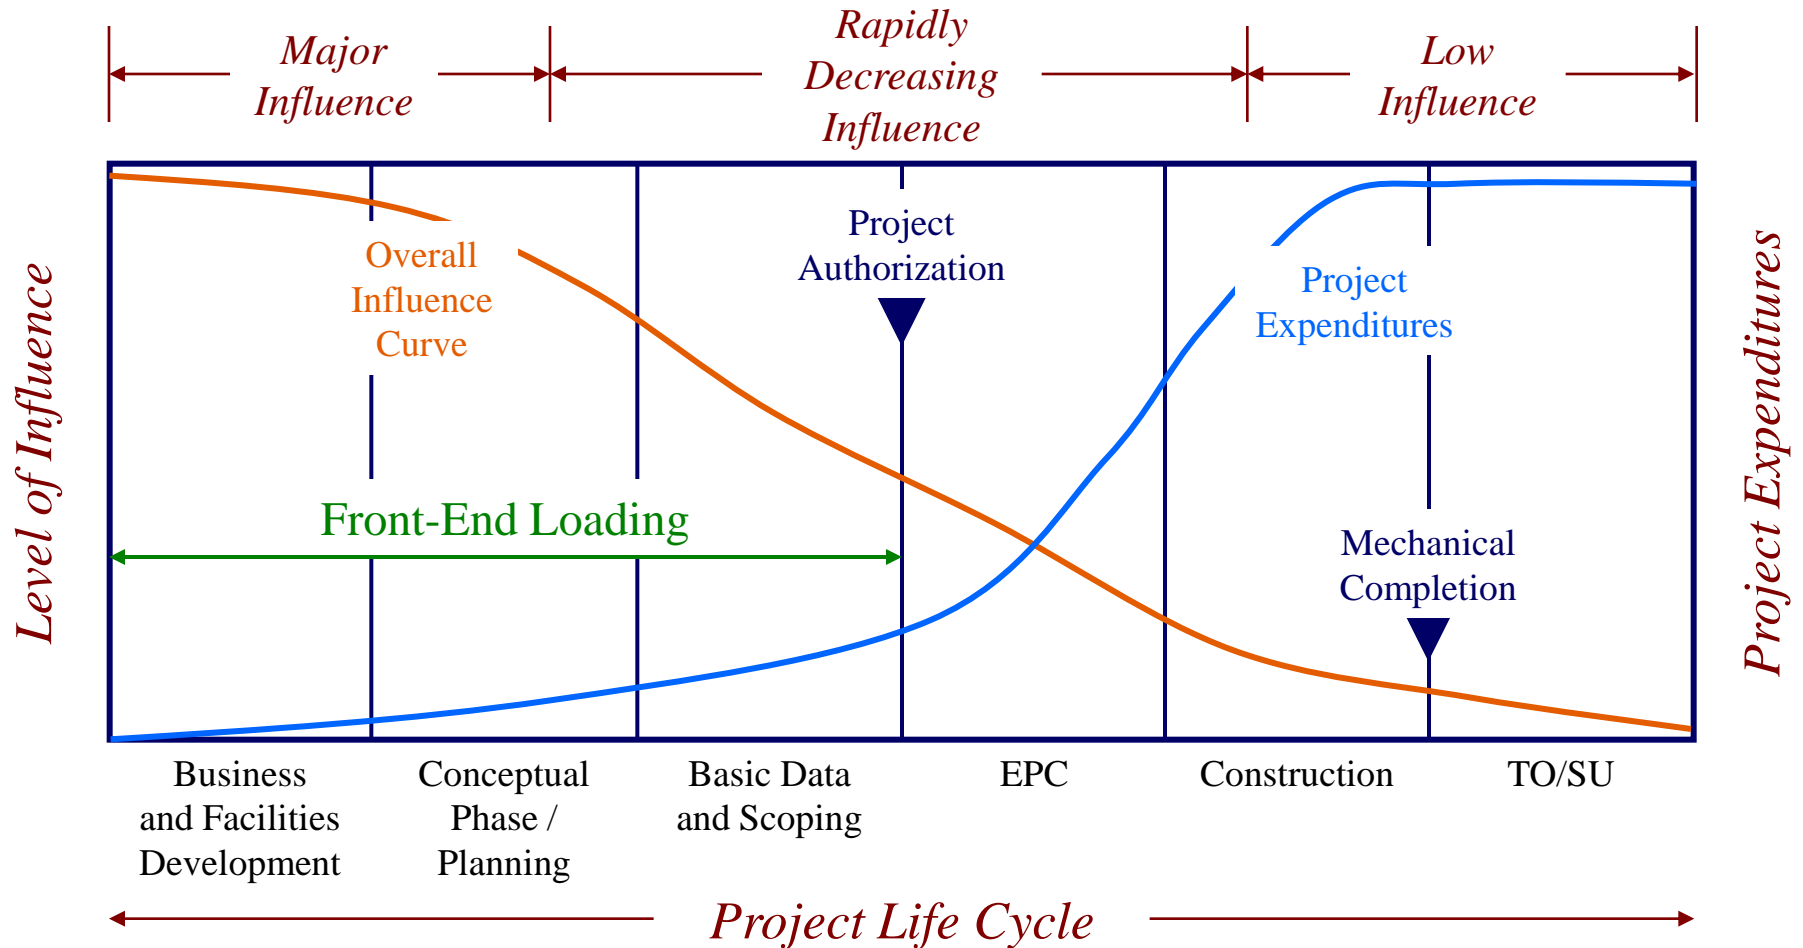 Major
Influence
Rapidly
Decreasing
Influence
Low
Influence
Level of Influence
Overall
Influence
Curve
Project
Authorization
Project
Expenditures
Front-End Loading
Mechanical
Completion
Project Expenditures
Business
and Facilities
Development
Conceptual
Phase /
Planning
Basic Data
and Scoping
EPC
Construction
TO/SU
Project Life Cycle